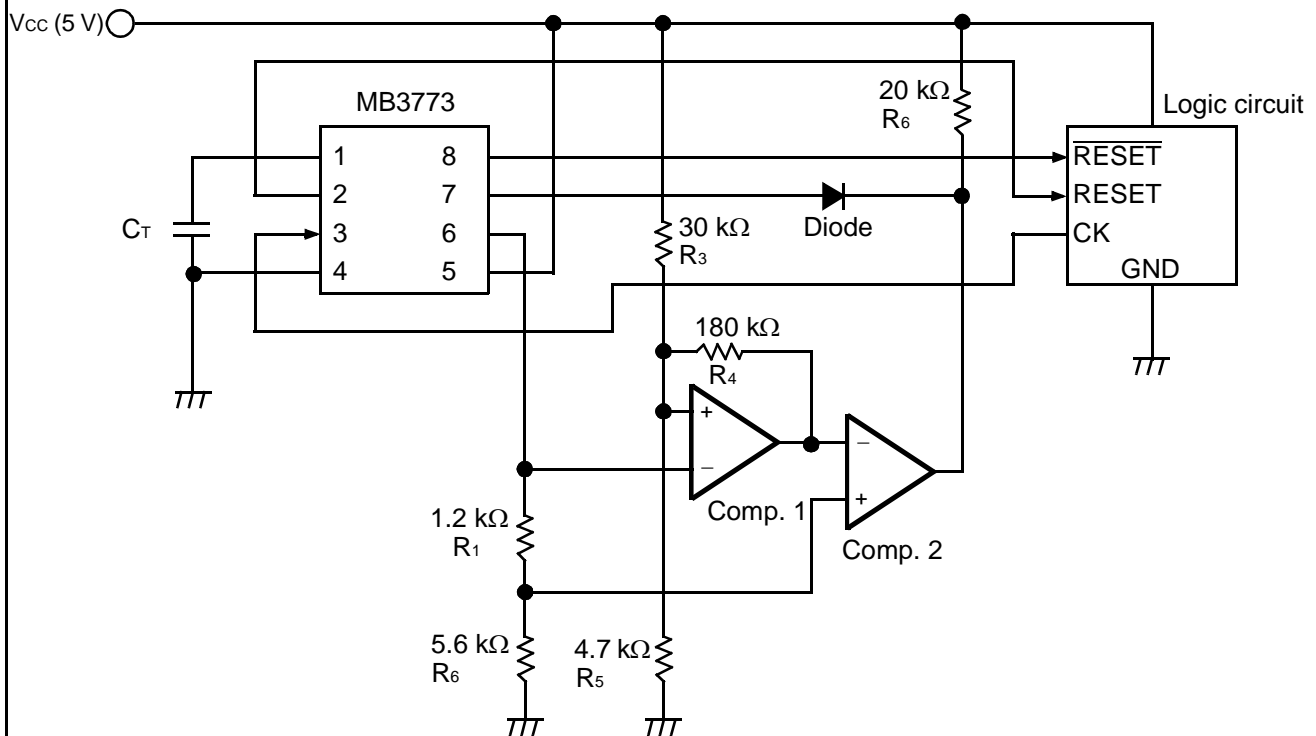 VCC (5 V)
MB3773
1 8
2 7
3 6
4 5
CT
20 kΩ
R6
Logic circuit
RESET
RESET
CK
GND
Diode
30 kΩ
R3
180 kΩ
R4
+
−
Comp. 1
−
+
Comp. 2
1.2 kΩ
R1
5.6 kΩ
R6
4.7 kΩ
R5